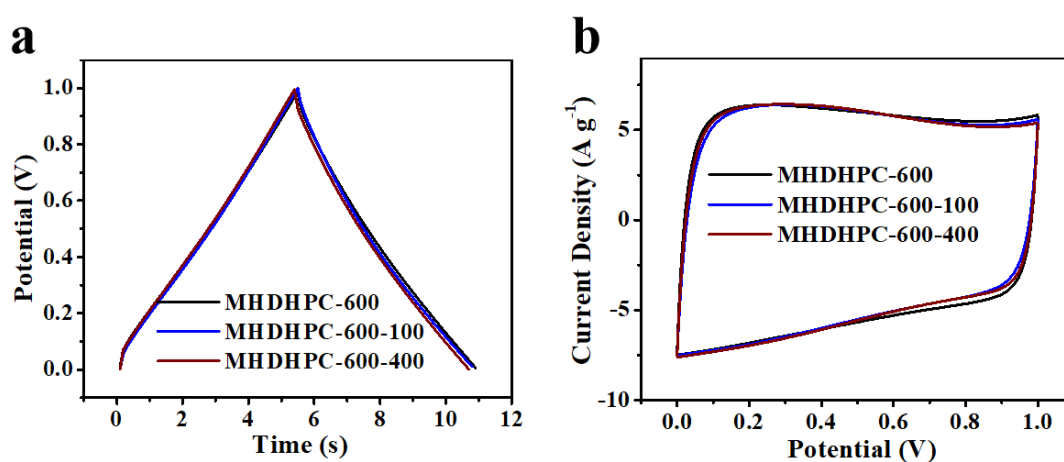 a
1.0
0.8
0.6
0.4
0.2
0.0
Potential (V)
MHDHPC-600
MHDHPC-600-100
MHDHPC-600-400
0 2 4 6 8 10 12
Time (s)
b
5
0
-5
-10
Current Density (A g⁻¹)
MHDHPC-600
MHDHPC-600-100
MHDHPC-600-400
0.0 0.2 0.4 0.6 0.8 1.0
Potential (V)